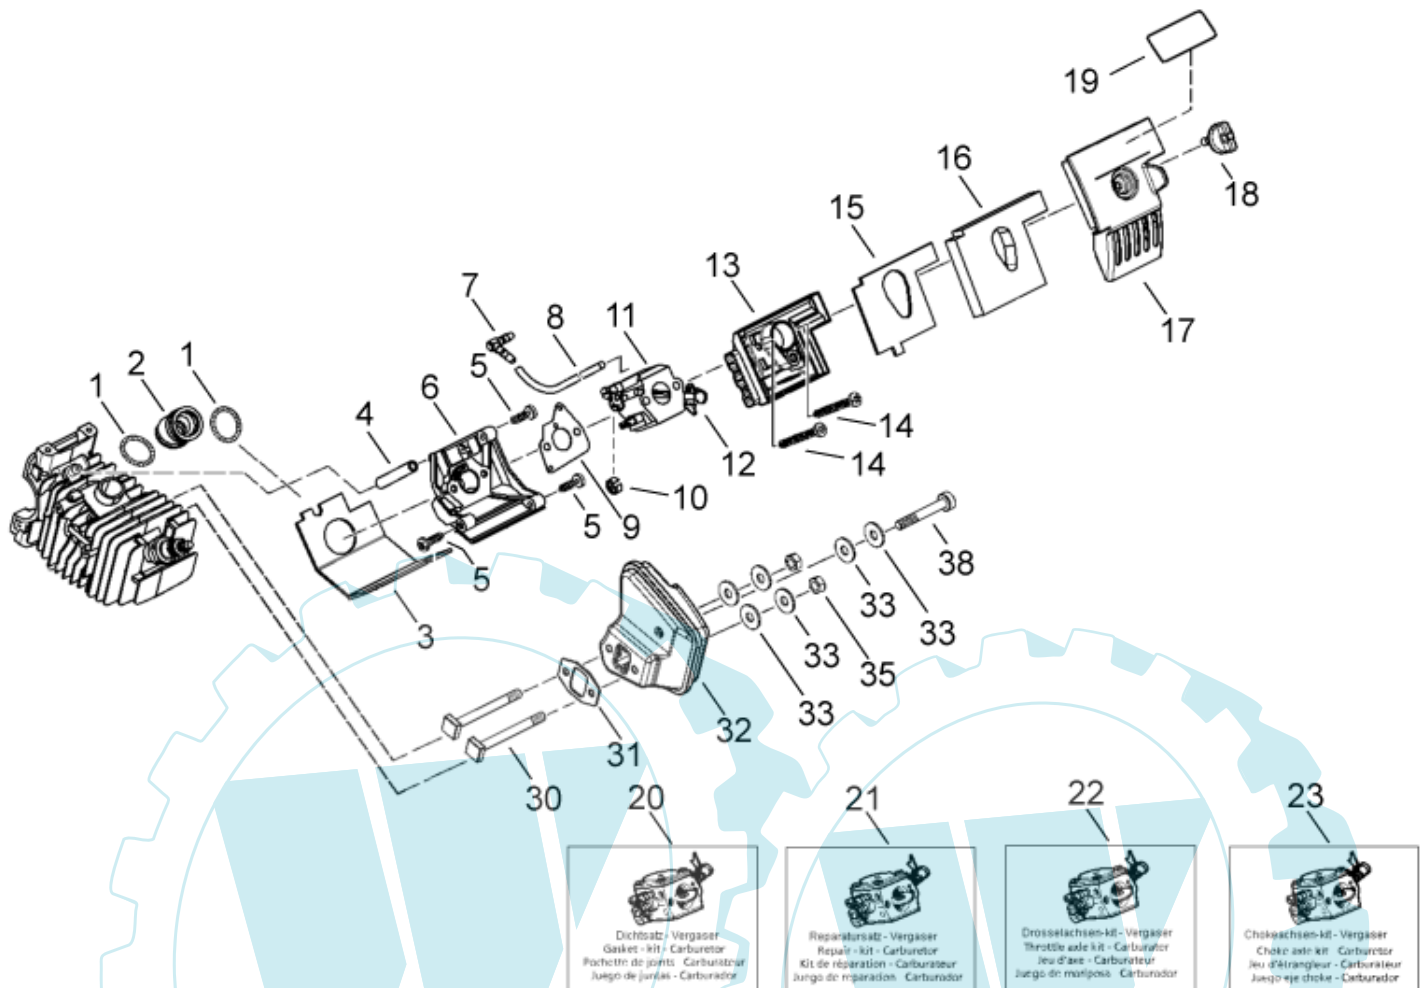 19
18
16
15
17
13
7
8
11
5
1
2
1
6
4
14
12
14
10
9
5
5
38
3
33
33
33
35
33
32
31
30
20
21
22
23
Dichtsatz - Vergaser
Gasket - kit - Carburetor
Pochette de joints - Carburateur
Juego de juntas - Carburador
Reparatursatz - Vergaser
Repair - kit - Carburetor
Kit de réparation - Carburateur
Juego de reparación - Carburador
Drosselachsen-kit - Vergaser
Throttle axle kit - Carburator
Jeu d'axe - Carburateur
Juego de mariposa - Carburador
Chokeachsen-kit - Vergaser
Choke axle kit - Carburetor
Jeu d'étrangleur - Carburateur
Juego eje choke - Carburador